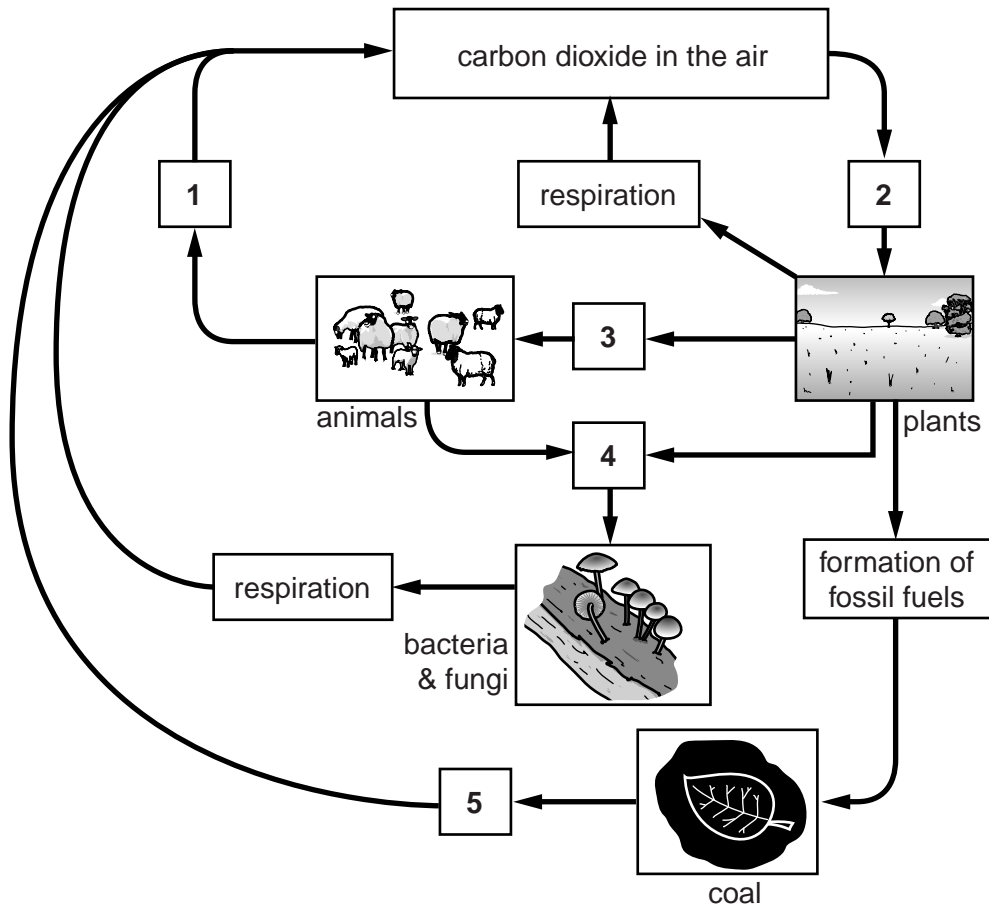 carbon dioxide in the air
1
respiration
2
3
animals
plants
4
respiration
formation of
fossil fuels
bacteria
& fungi
5
coal